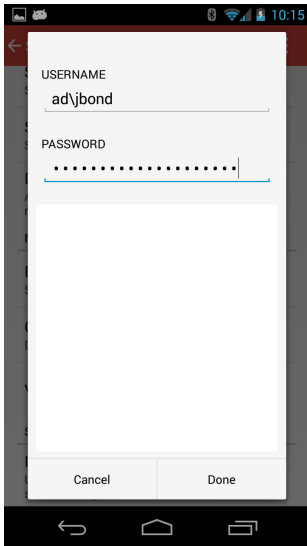 10:15
USERNAME
ad\jbond
PASSWORD
••••••••••••••••••••
Cancel
Done